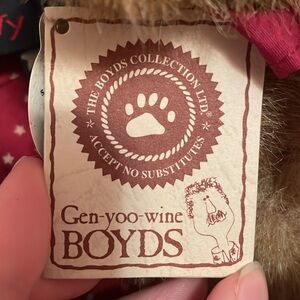 THE BOYDS COLLECTION LTD.
ACCEPT NO SUBSTITUTES
Gen-yoo-wine
BOYDS